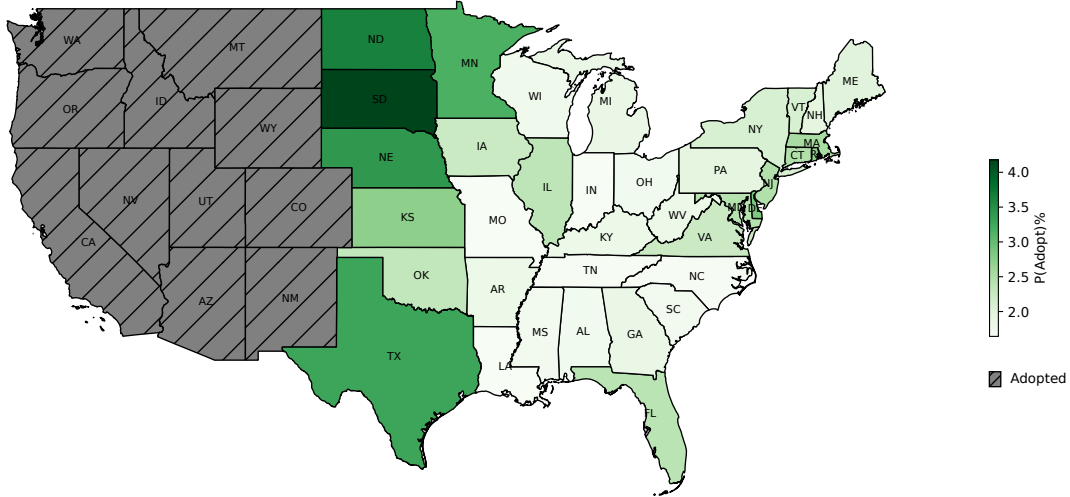 WA
MT
ND
MN
ME
OR
ID
WY
SD
WI
MI
VT
NH
NY
MA
IA
NE
CT
RI
PA
NV
UT
CO
KS
MO
IL
IN
OH
NJ
MD
DE
WV
CA
KY
VA
AZ
NM
OK
AR
TN
NC
SC
TX
LA
MS
AL
GA
FL
4.0
3.5
3.0
2.5
2.0
P(Adopt)%
Adopted